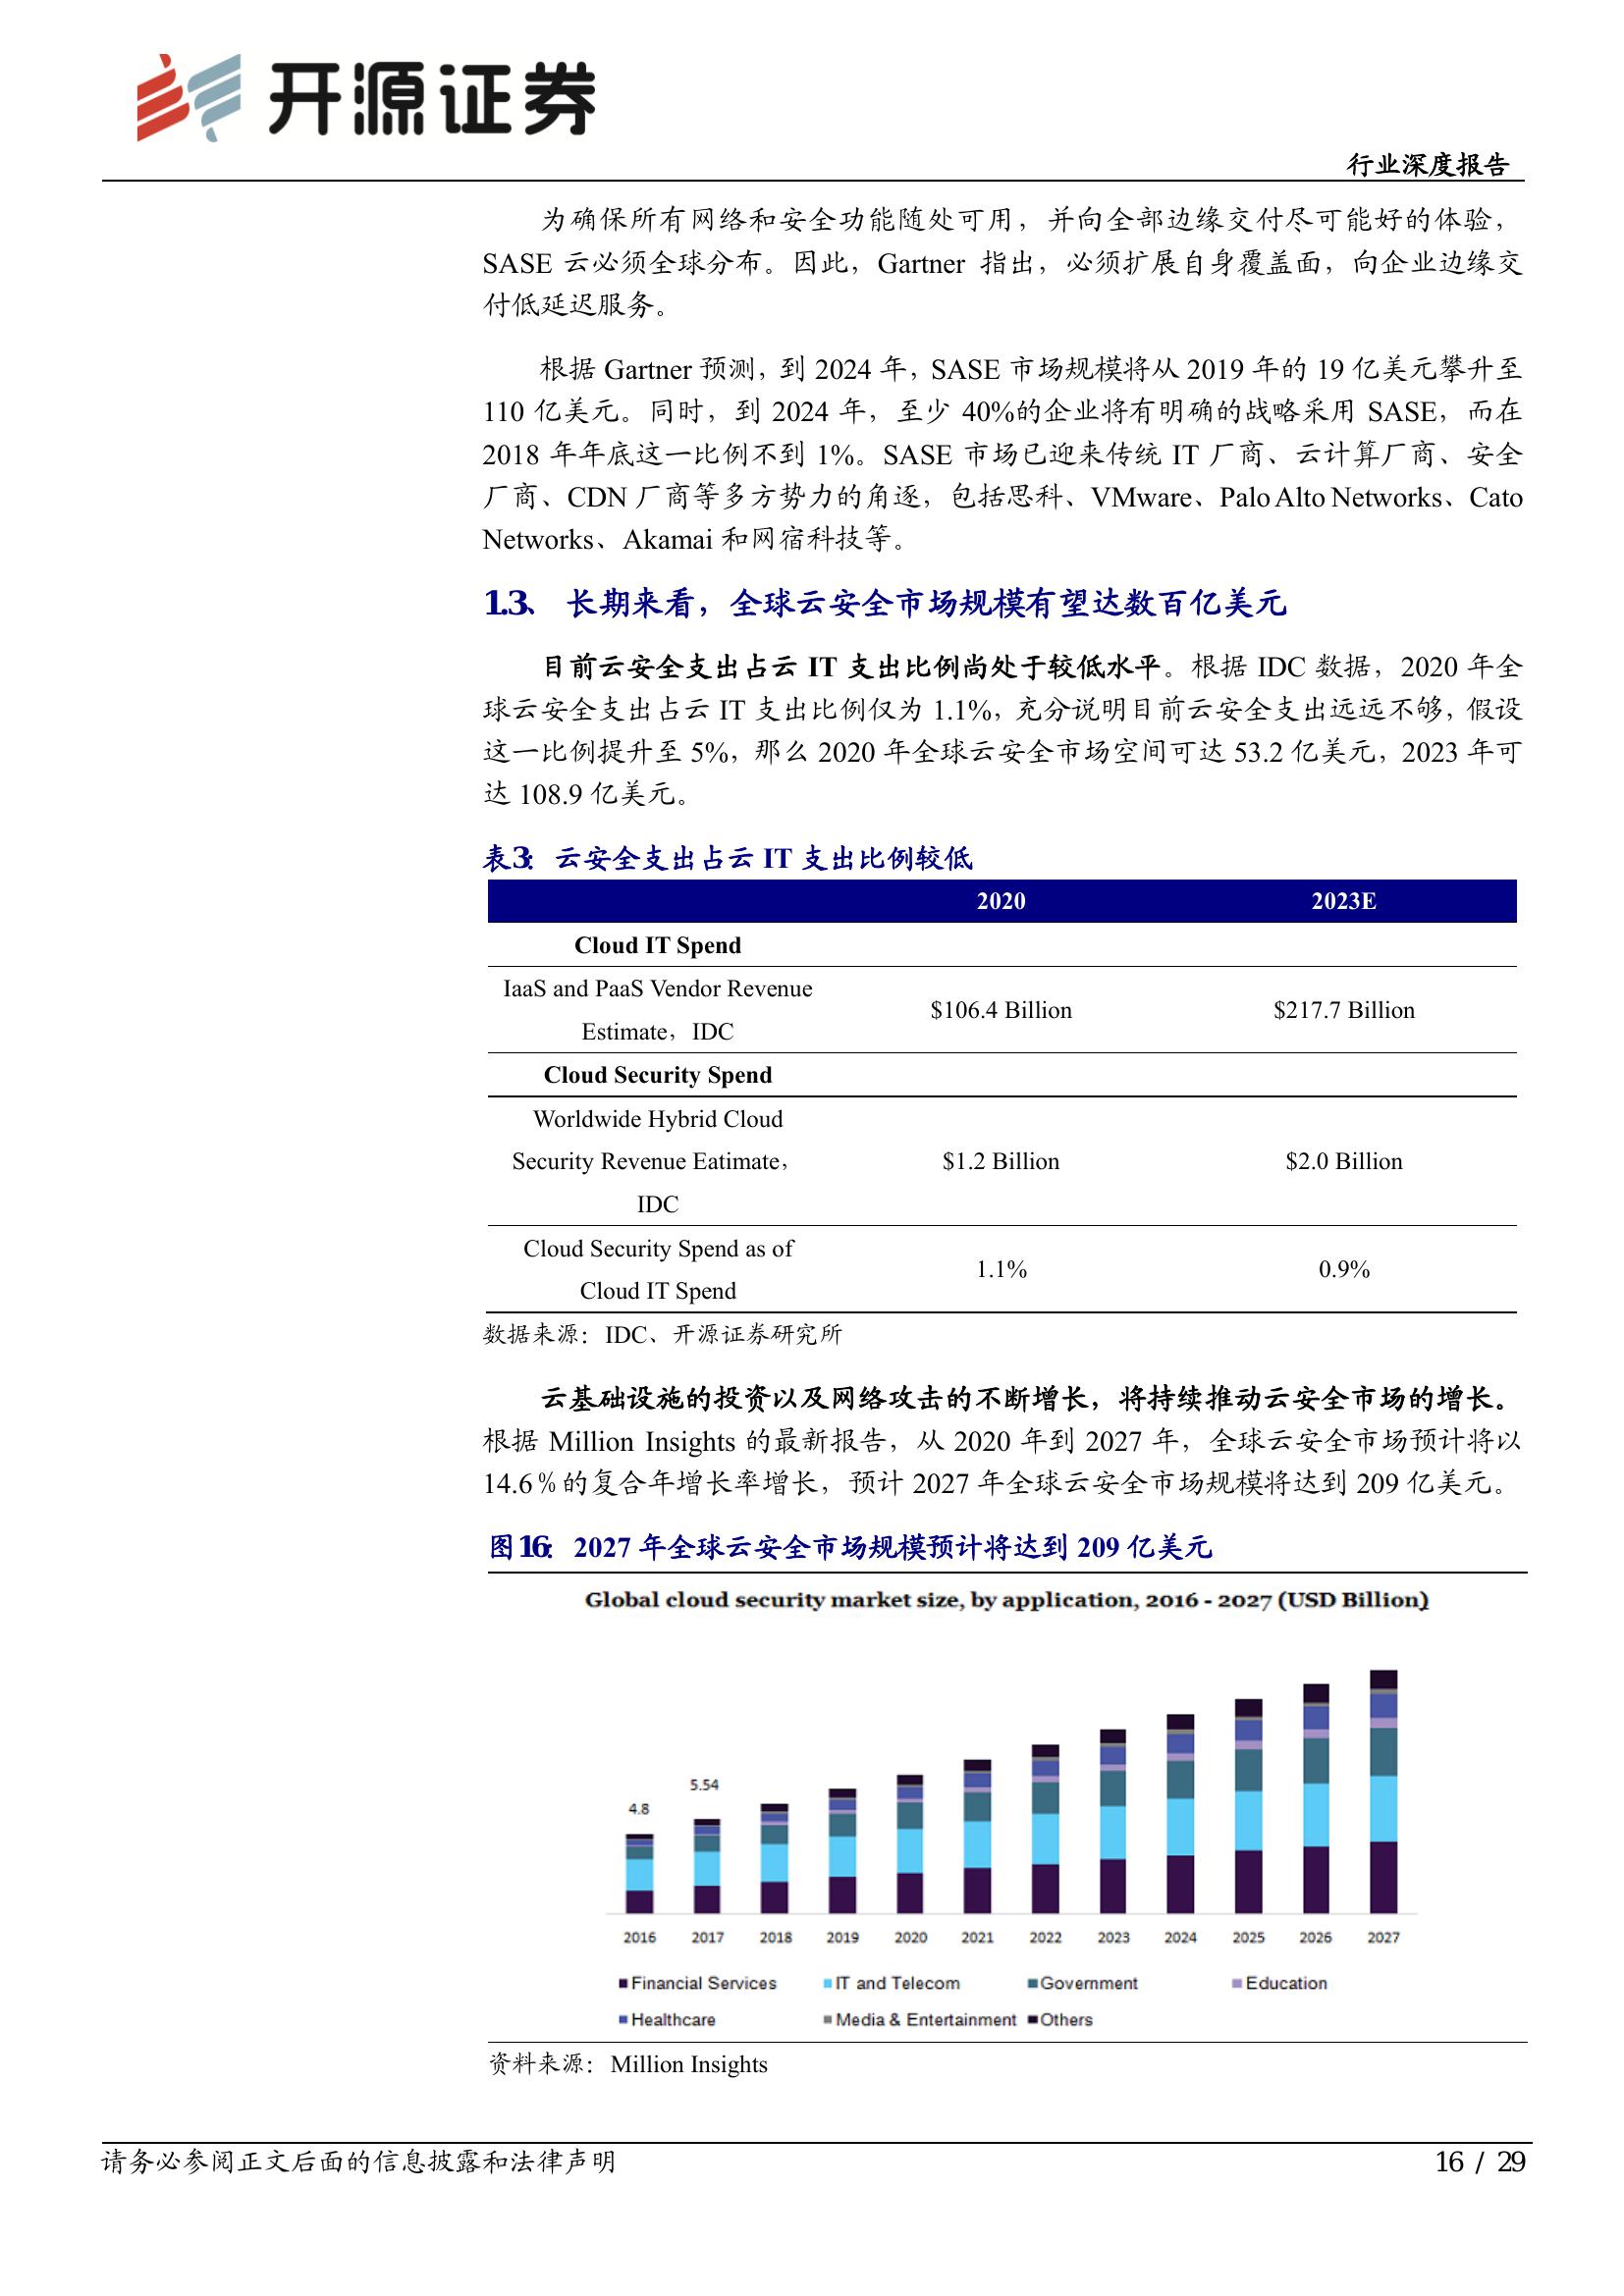 开源证券
行业深度报告
为确保所有网络和安全功能随处可用，并向全部边缘交付尽可能好的体验，
SASE 云必须全球分布。因此，Gartner 指出，必须扩展自身覆盖面，向企业边缘交
付低延迟服务。
根据 Gartner 预测，到 2024 年，SASE 市场规模将从 2019 年的 19 亿美元攀升至
110 亿美元。同时，到 2024 年，至少 40%的企业将有明确的战略采用 SASE，而在
2018 年年底这一比例不到 1%。SASE 市场已迎来传统 IT 厂商、云计算厂商、安全
厂商、CDN 厂商等多方势力的角逐，包括思科、VMware、Palo Alto Networks、Cato
Networks、Akamai 和网宿科技等。
1.3、 长期来看，全球云安全市场规模有望达数百亿美元
目前云安全支出占云 IT 支出比例尚处于较低水平。根据 IDC 数据，2020 年全
球云安全支出占云 IT 支出比例仅为 1.1%，充分说明目前云安全支出远远不够，假设
这一比例提升至 5%，那么 2020 年全球云安全市场空间可达 53.2 亿美元，2023 年可
达 108.9 亿美元。
表3：云安全支出占云 IT 支出比例较低
2020 2023E
Cloud IT Spend
IaaS and PaaS Vendor Revenue
Estimate，IDC
$106.4 Billion $217.7 Billion
Cloud Security Spend
Worldwide Hybrid Cloud
Security Revenue Eatimate，
IDC
$1.2 Billion $2.0 Billion
Cloud Security Spend as of
Cloud IT Spend
1.1% 0.9%
数据来源：IDC、开源证券研究所
云基础设施的投资以及网络攻击的不断增长，将持续推动云安全市场的增长。
根据 Million Insights 的最新报告，从 2020 年到 2027 年，全球云安全市场预计将以
14.6％的复合年增长率增长，预计 2027 年全球云安全市场规模将达到 209 亿美元。
图16：2027 年全球云安全市场规模预计将达到 209 亿美元
Global cloud security market size, by application, 2016 - 2027 (USD Billion)
4.8
5.54
2016 2017 2018 2019 2020 2021 2022 2023 2024 2025 2026 2027
Financial Services IT and Telecom Government Education
Healthcare Media & Entertainment Others
资料来源：Million Insights
请务必参阅正文后面的信息披露和法律声明
16 / 29